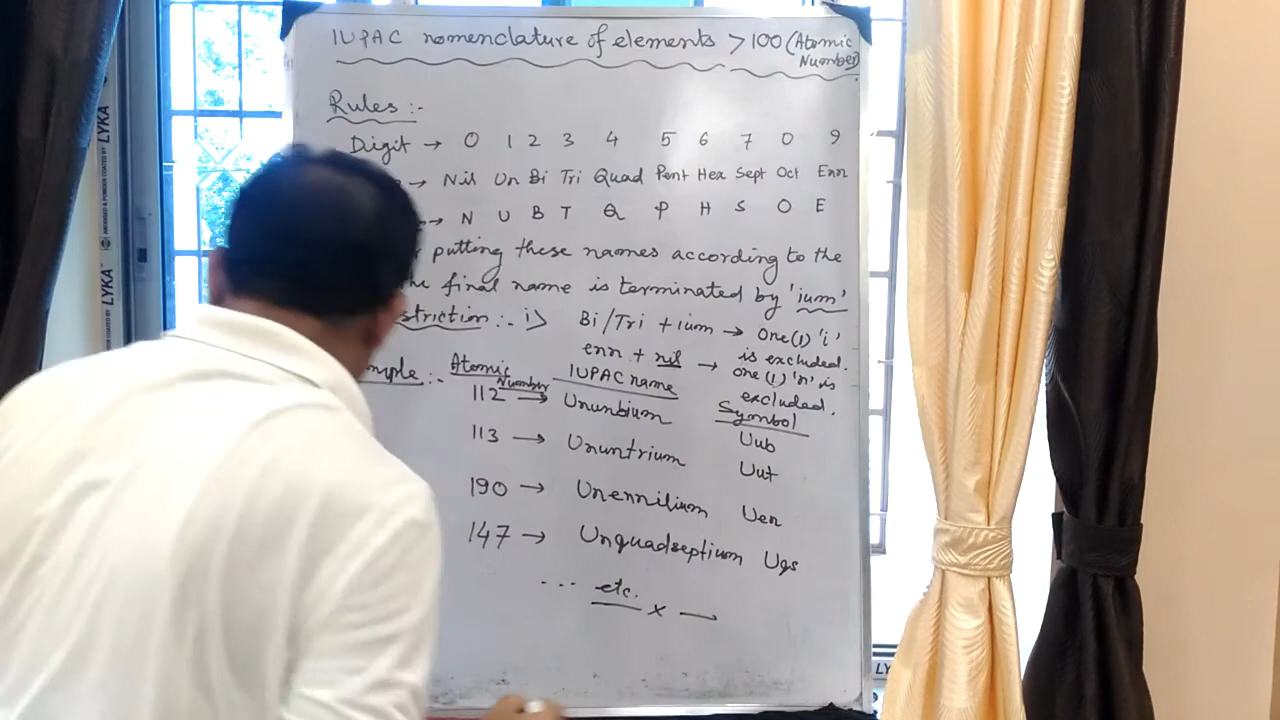 IUPAC nomenclature of elements > 100 (Atomic Number)
Rules :-
Digit → 0 1 2 3 4 5 6 7 0 9
→ Nil Un Bi Tri Quad Pent Hex Sept Oct Enn
→ N U B T Q P H S O E
putting these names according to the
final name is terminated by 'ium'
striction :- i> Bi/Tri + ium → One(1) 'i' is excluded.
enn + nil → one (1) 'n' is excluded.
mple :- Atomic Number IUPAC name Symbol
112 → Ununbium Uub
113 → Ununtrium Uut
190 → Unennilium Uen
147 → Unquadseptium Uqs
... etc.
x
LYKA
LYKA
LY